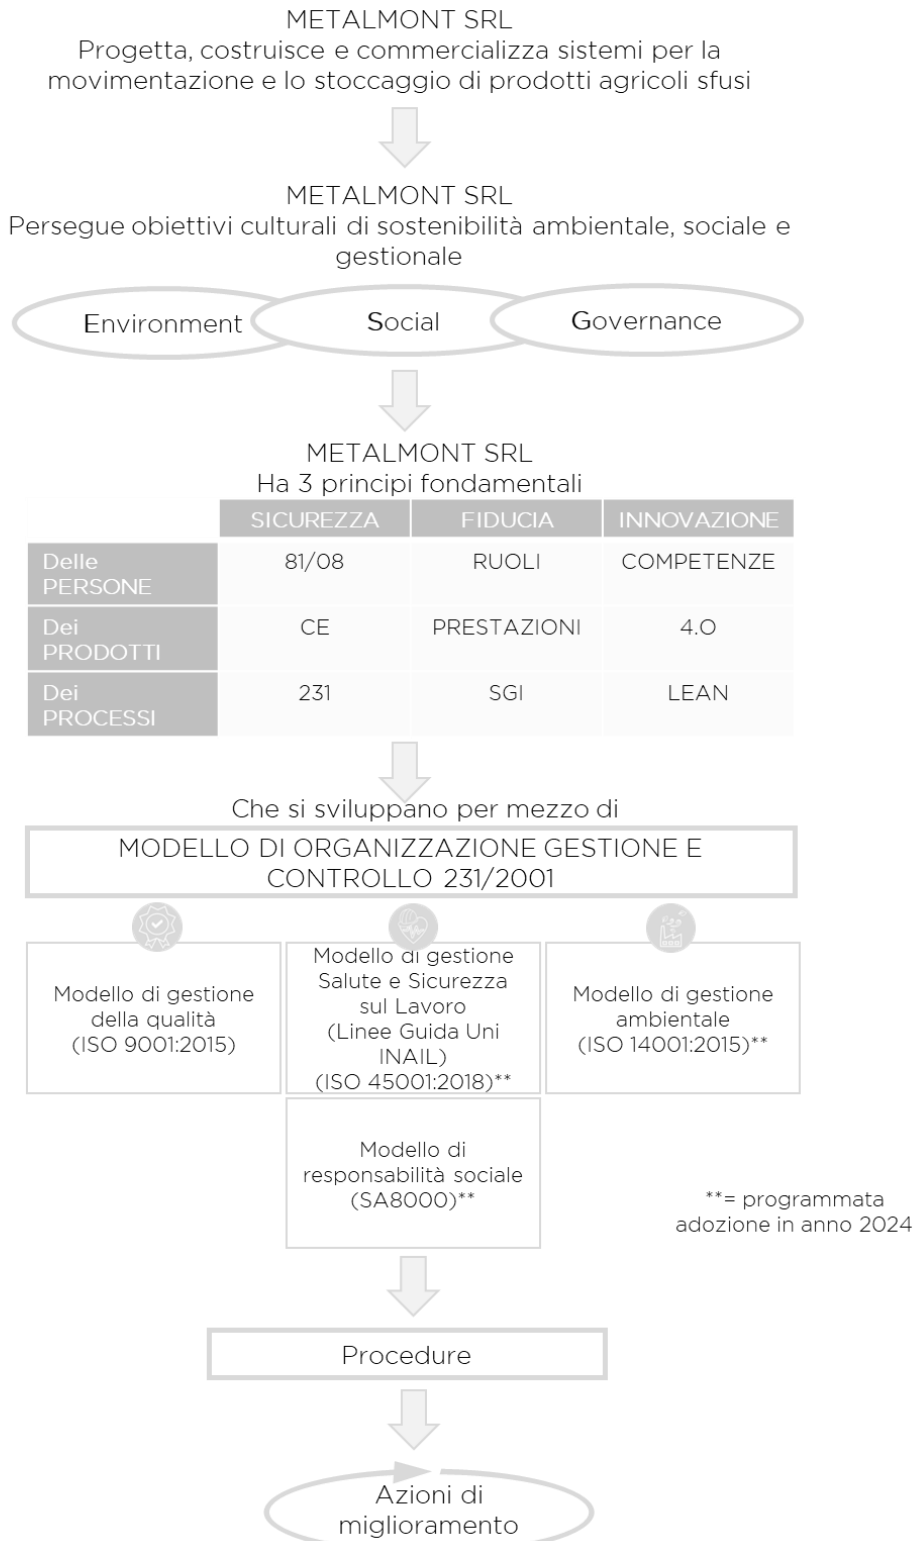 METALMONT SRL
Progetta, costruisce e commercializza sistemi per la
movimentazione e lo stoccaggio di prodotti agricoli sfusi
METALMONT SRL
Persegue obiettivi culturali di sostenibilità ambientale, sociale e
gestionale
Environment Social Governance
METALMONT SRL
Ha 3 principi fondamentali
SICUREZZA FIDUCIA INNOVAZIONE
Delle
PERSONE
81/08 RUOLI COMPETENZE
Dei
PRODOTTI
CE PRESTAZIONI 4.O
Dei
PROCESSI
231 SGI LEAN
Che si sviluppano per mezzo di
MODELLO DI ORGANIZZAZIONE GESTIONE E
CONTROLLO 231/2001
Modello di gestione
della qualità
(ISO 9001:2015)
Modello di gestione
Salute e Sicurezza
sul Lavoro
(Linee Guida Uni
INAIL)
(ISO 45001:2018)**
Modello di gestione
ambientale
(ISO 14001:2015)**
Modello di
responsabilità sociale
(SA8000)**
**= programmata
adozione in anno 2024
Procedure
Azioni di
miglioramento